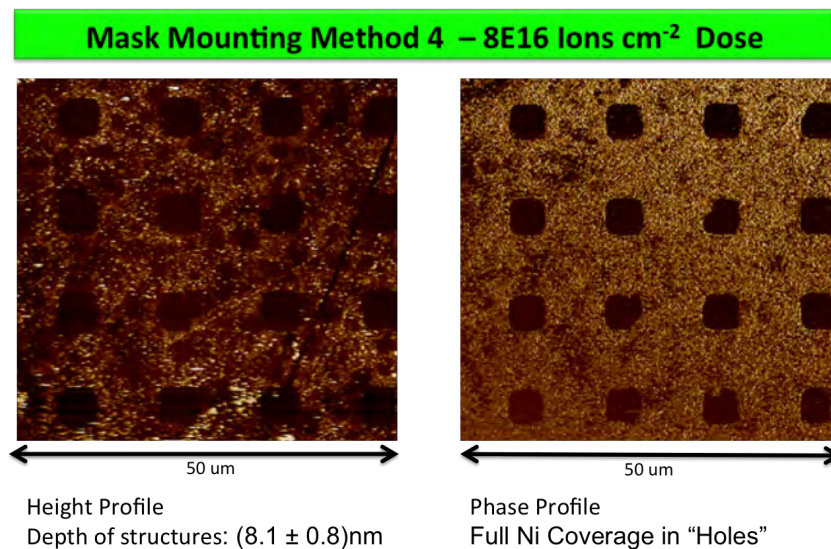 Mask Mounting Method 4 – 8E16 Ions cm⁻² Dose
50 um
50 um
Height Profile
Depth of structures: (8.1 ± 0.8)nm
Phase Profile
Full Ni Coverage in “Holes”